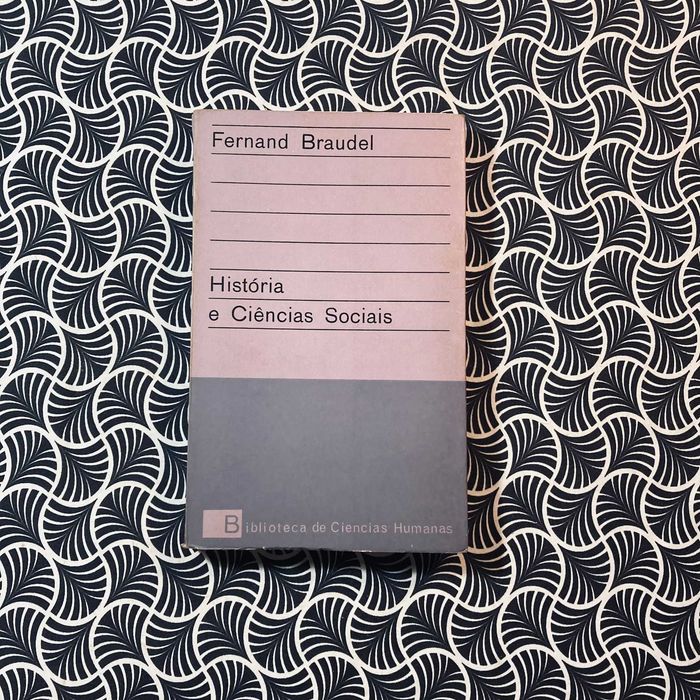 Fernand Braudel
História
e Ciências Sociais
Biblioteca de Ciencias Humanas